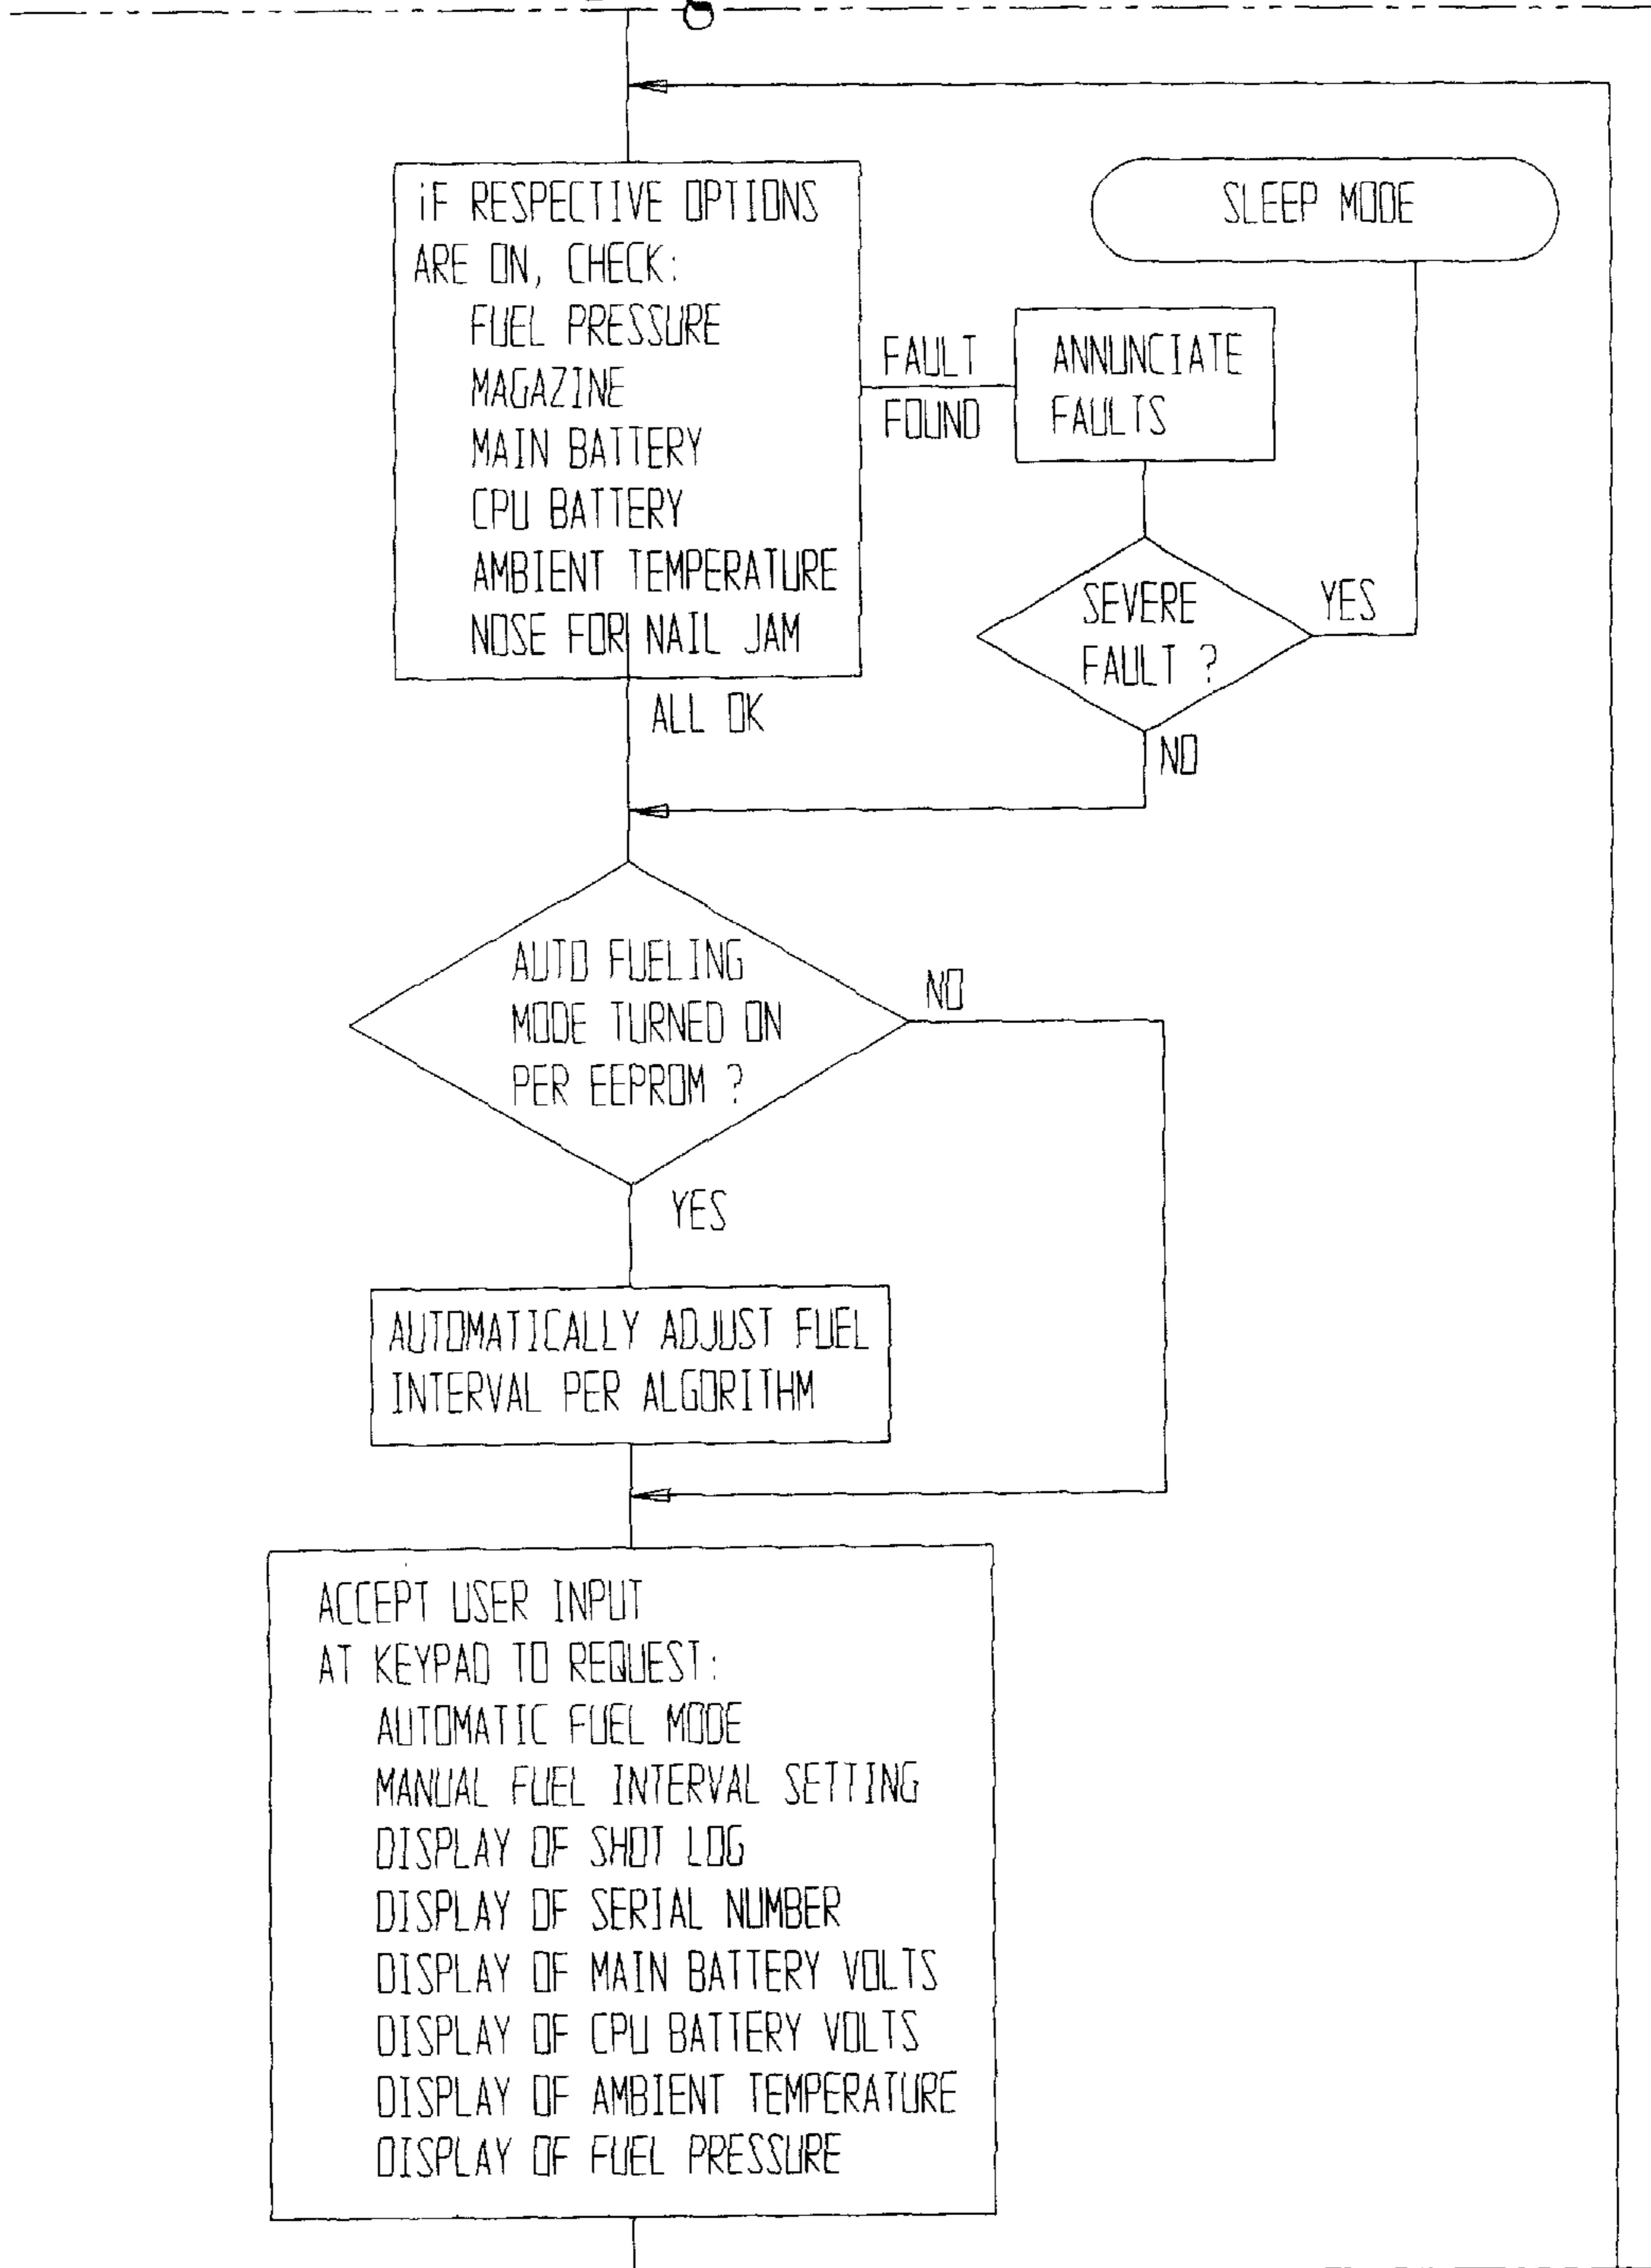 iF RESPECTIVE OPTIONS
ARE ON, CHECK:
FUEL PRESSURE
MAGAZINE
MAIN BATTERY
CPU BATTERY
AMBIENT TEMPERATURE
NOSE FOR NAIL JAM
FAULT
FOUND
ANNUNCIATE
FAULTS
SLEEP MODE
SEVERE
FAULT ?
YES
NO
ALL OK
AUTO FUELING
MODE TURNED ON
PER EEPROM ?
NO
YES
AUTOMATICALLY ADJUST FUEL
INTERVAL PER ALGORITHM
ACCEPT USER INPUT
AT KEYPAD TO REQUEST:
AUTOMATIC FUEL MODE
MANUAL FUEL INTERVAL SETTING
DISPLAY OF SHOT LOG
DISPLAY OF SERIAL NUMBER
DISPLAY OF MAIN BATTERY VOLTS
DISPLAY OF CPU BATTERY VOLTS
DISPLAY OF AMBIENT TEMPERATURE
DISPLAY OF FUEL PRESSURE